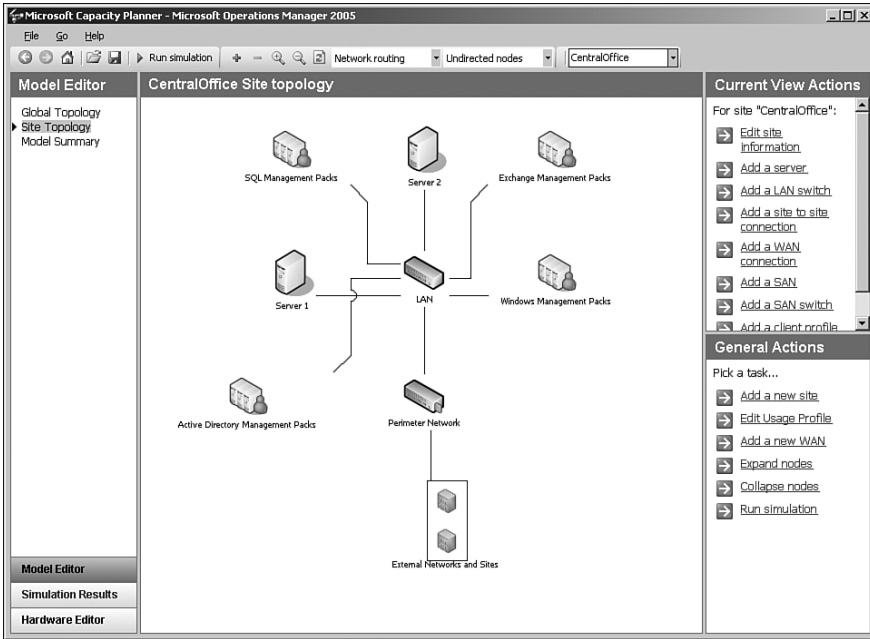 Microsoft Capacity Planner - Microsoft Operations Manager 2005
File Go Help
Run simulation
Network routing
Undirected nodes
CentralOffice
Model Editor
Global Topology
Site Topology
Model Summary
Model Editor
Simulation Results
Hardware Editor
CentralOffice Site topology
SQL Management Packs
Server 2
Exchange Management Packs
Server 1
LAN
Windows Management Packs
Active Directory Management Packs
Perimeter Network
External Networks and Sites
Current View Actions
For site "CentralOffice":
Edit site
information
Add a server
Add a LAN switch
Add a site to site
connection
Add a WAN
connection
Add a SAN
Add a SAN switch
Add a client profile
General Actions
Pick a task...
Add a new site
Edit Usage Profile
Add a new WAN
Expand nodes
Collapse nodes
Run simulation